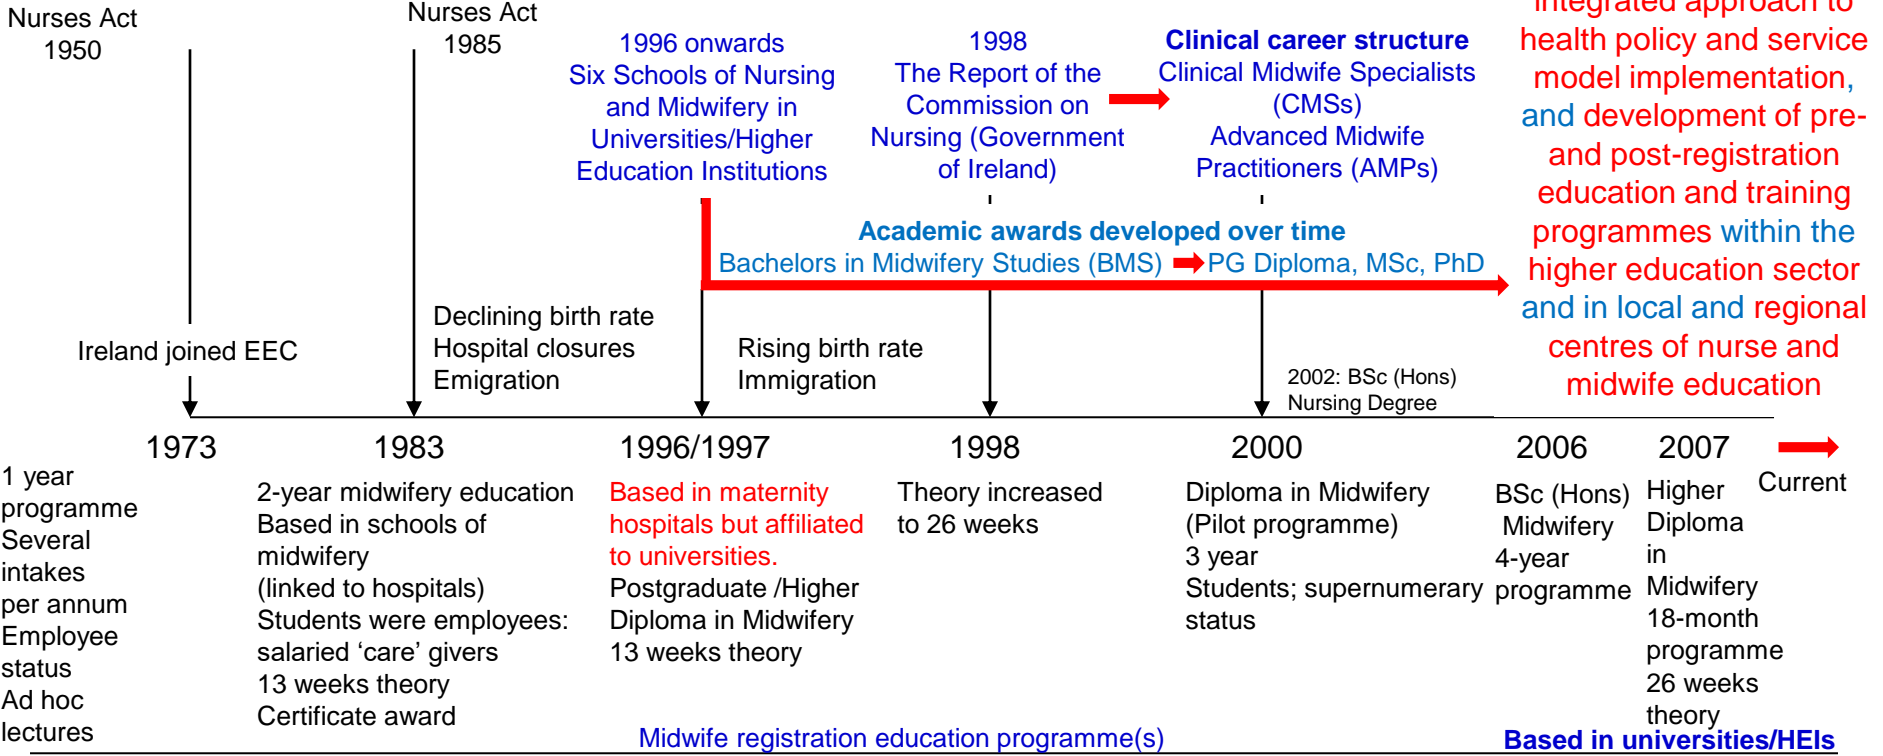 Nurses Act
1950
Nurses Act
1985
1996 onwards
Six Schools of Nursing
and Midwifery in
Universities/Higher
Education Institutions
1998
The Report of the
Commission on
Nursing (Government
of Ireland)
Clinical career structure
Clinical Midwife Specialists
(CMSs)
Advanced Midwife
Practitioners (AMPs)
integrated approach to
health policy and service
model implementation,
and development of pre-
and post-registration
education and training
programmes within the
higher education sector
and in local and regional
centres of nurse and
midwife education
Academic awards developed over time
Bachelors in Midwifery Studies (BMS) PG Diploma, MSc, PhD
Ireland joined EEC
Declining birth rate
Hospital closures
Emigration
Rising birth rate
Immigration
2002: BSc (Hons)
Nursing Degree
1973
1 year
programme
Several
intakes
per annum
Employee
status
Ad hoc
lectures
1983
2-year midwifery education
Based in schools of
midwifery
(linked to hospitals)
Students were employees:
salaried ‘care’ givers
13 weeks theory
Certificate award
1996/1997
Based in maternity
hospitals but affiliated
to universities.
Postgraduate /Higher
Diploma in Midwifery
13 weeks theory
1998
Theory increased
to 26 weeks
2000
Diploma in Midwifery
(Pilot programme)
3 year
Students; supernumerary
status
2006
BSc (Hons)
Midwifery
4-year
programme
2007
Higher
Diploma
in
Midwifery
18-month
programme
26 weeks
theory
Current
Midwife registration education programme(s)
Based in universities/HEIs